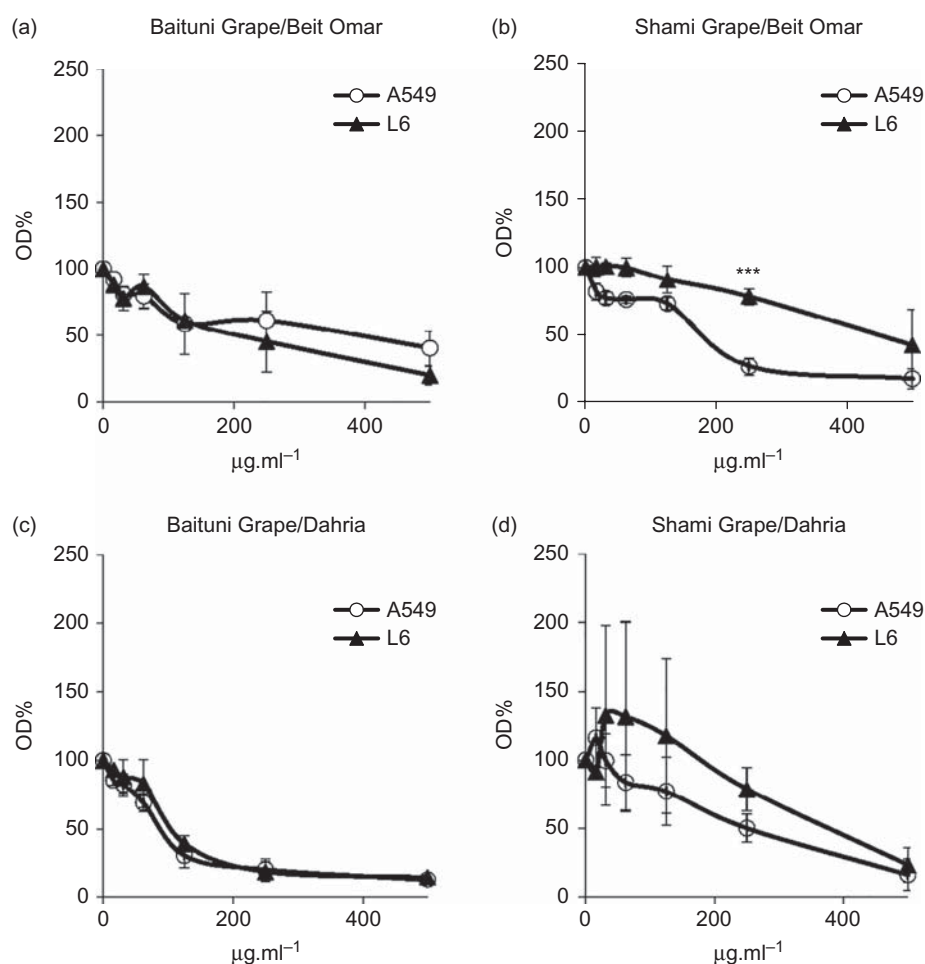 (a) Baituni Grape/Beit Omar
250
200
150
100
50
0
OD%
A549
L6
0 200 400
μg.ml⁻¹
(b) Shami Grape/Beit Omar
250
200
150
100
50
0
OD%
A549
L6
***
0 200 400
μg.ml⁻¹
(c) Baituni Grape/Dahria
250
200
150
100
50
0
OD%
A549
L6
0 200 400
μg.ml⁻¹
(d) Shami Grape/Dahria
250
200
150
100
50
0
OD%
A549
L6
0 200 400
μg.ml⁻¹